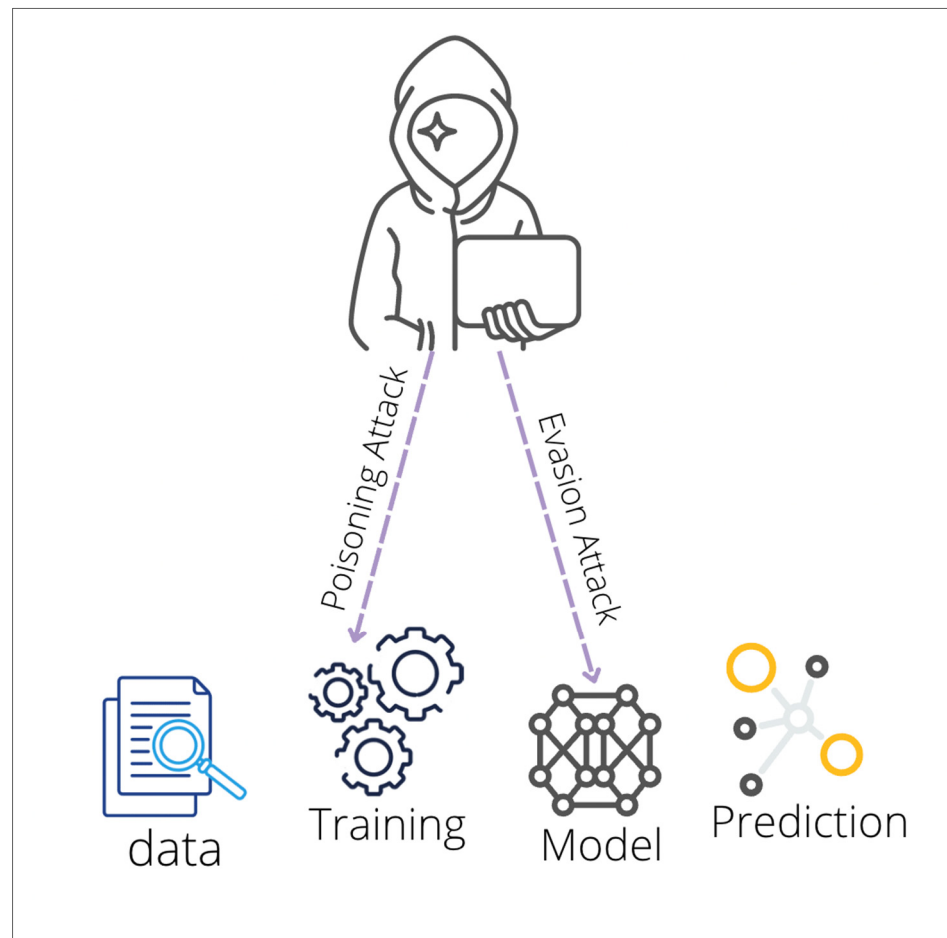 Poisoning Attack
Evasion Attack
data
Training
Model
Prediction